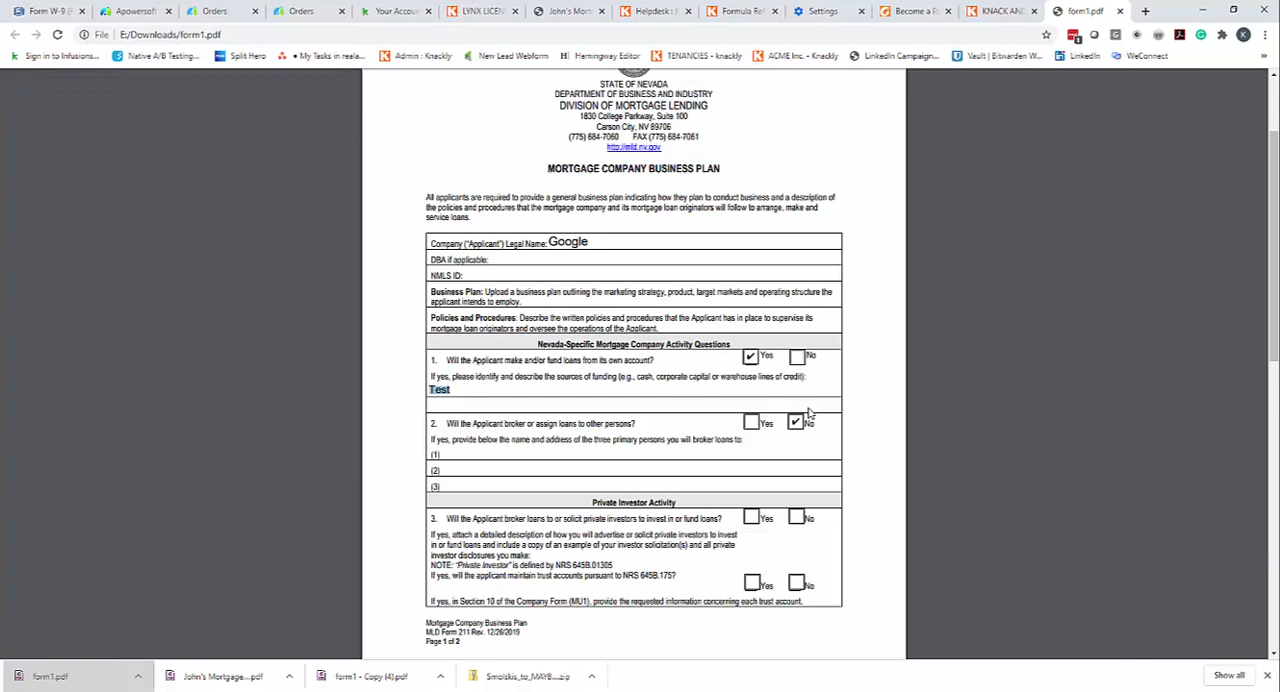 Form W-9 (
Apowersoft
Orders
Orders
Your Accou
LYNX LICEN
John's Mort
Helpdesk : K
Formula Ref
Settings
Become a P
KNACK AND
form1.pdf
File E:/Downloads/form1.pdf
Sign in to Infusions...
Native A/B Testing...
Split Hero
• My Tasks in reala...
Admin : Knackly
New Lead Webform
Hemingway Editor
TENANCIES – knackly
ACME Inc. - Knackly
LinkedIn Campaign...
Vault | Bitwarden W...
LinkedIn
WeConnect
»
STATE OF NEVADA
DEPARTMENT OF BUSINESS AND INDUSTRY
DIVISION OF MORTGAGE LENDING
1830 College Parkway, Suite 100
Carson City, NV 89706
(775) 684-7060 FAX (775) 684-7061
http://mld.nv.gov
MORTGAGE COMPANY BUSINESS PLAN
All applicants are required to provide a general business plan indicating how they plan to conduct business and a description of
the policies and procedures that the mortgage company and its mortgage loan originators will follow to arrange, make and
service loans.
Company ("Applicant") Legal Name: Google
DBA if applicable:
NMLS ID:
Business Plan: Upload a business plan outlining the marketing strategy, product, target markets and operating structure the
applicant intends to employ.
Policies and Procedures: Describe the written policies and procedures that the Applicant has in place to supervise its
mortgage loan originators and oversee the operations of the Applicant.
Nevada-Specific Mortgage Company Activity Questions
1. Will the Applicant make and/or fund loans from its own account? ✔ Yes No
If yes, please identify and describe the sources of funding (e.g., cash, corporate capital or warehouse lines of credit):
Test
2. Will the Applicant broker or assign loans to other persons? Yes ✔ No
If yes, provide below the name and address of the three primary persons you will broker loans to:
(1)
(2)
(3)
Private Investor Activity
3. Will the Applicant broker loans to or solicit private investors to invest in or fund loans? Yes No
If yes, attach a detailed description of how you will advertise or solicit private investors to invest
in or fund loans and include a copy of an example of your investor solicitation(s) and all private
investor disclosures you make:
NOTE: "Private Investor" is defined by NRS 645B.01305
If yes, will the applicant maintain trust accounts pursuant to NRS 645B.175? Yes No
If yes, in Section 10 of the Company Form (MU1), provide the requested information concerning each trust account.
Mortgage Company Business Plan
MLD Form 211 Rev. 12/26/2019
Page 1 of 2
form1.pdf
John's Mortgage....pdf
form1 - Copy (4).pdf
Smolskis_to_MAYB....zip
Show all